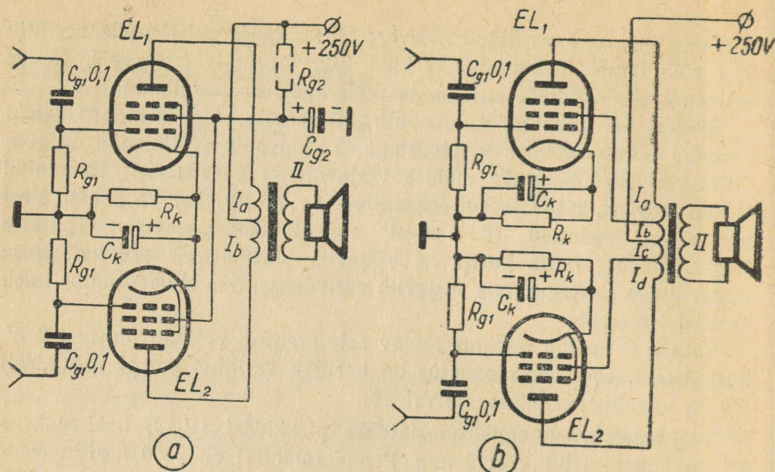 EL1
+250V
Cg1 0,1
Rg2
+ -
Cg2
Rg1
Rk
Ck +
Rg1
Cg1 0,1
EL2
Ia
Ib
II
a
EL1
+250V
Cg1 0,1
Rg1
Ck +
Rk
Rk
- +
Ck
Rg1
Cg1 0,1
EL2
Ia
Ib
Ic
Id
II
b